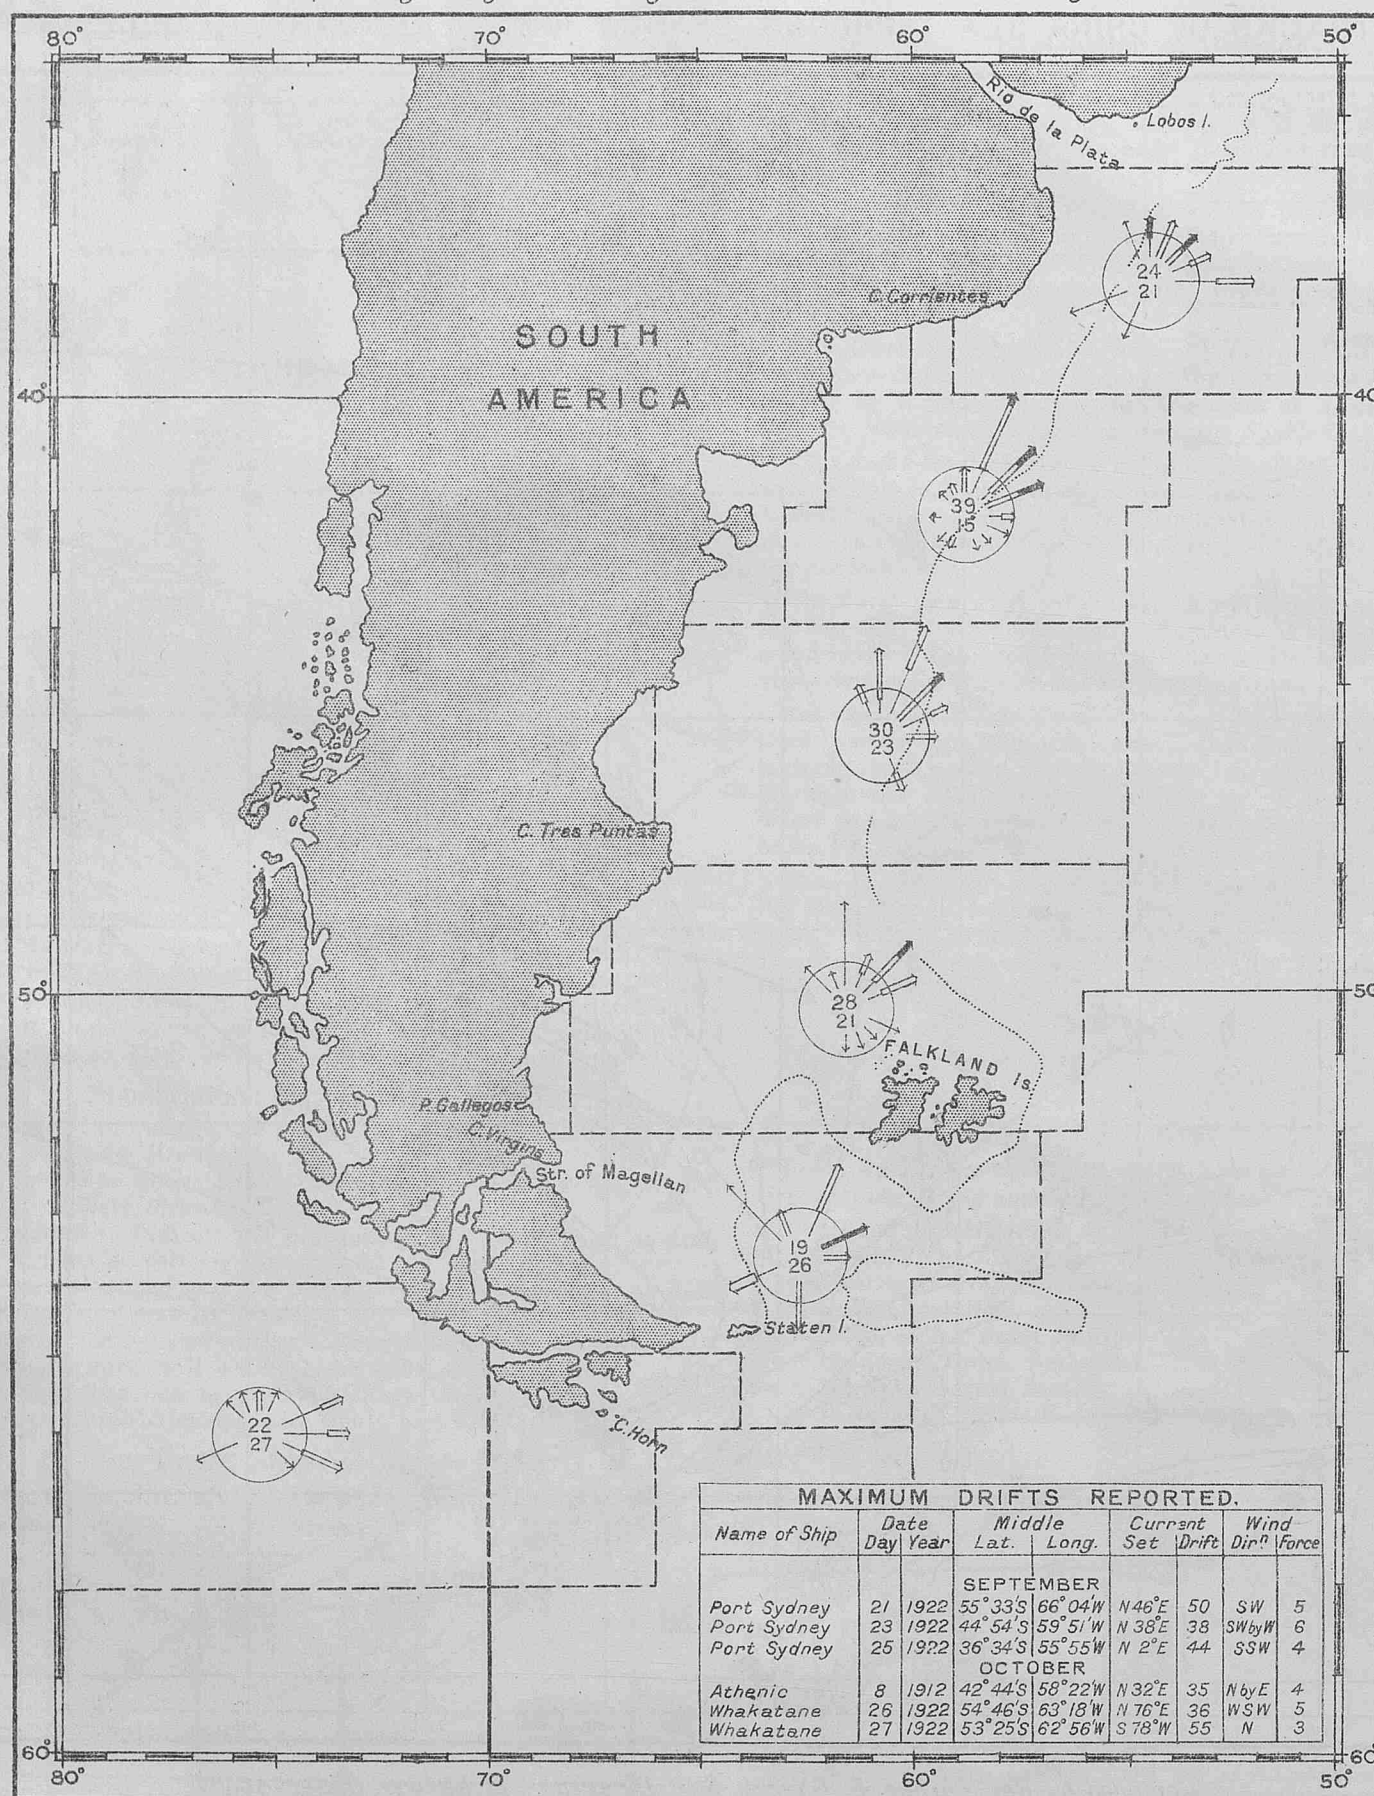 80° 70° 60° 50°
Rio de la Plata
Lobos I.
24
21
C. Corrientes
SOUTH
AMERICA
40° 40
39
15
30
23
C. Tres Puntas
50° 50
28
21
FALKLAND Is.
P. Gallegos
C. Virgins
Str. of Magellan
19
26
Staten I.
22
27
C. Horn
MAXIMUM DRIFTS REPORTED.
Name of Ship Date Middle Current Wind
Day Year Lat. Long. Set Drift Dirⁿ Force
SEPTEMBER
Port Sydney 21 1922 55°33'S 66°04'W N46°E 50 SW 5
Port Sydney 23 1922 44°54'S 59°51'W N38°E 38 SWbyW 6
Port Sydney 25 1922 36°34'S 55°55'W N 2°E 44 SSW 4
OCTOBER
Athenic 8 1912 42°44'S 58°22'W N32°E 35 NbyE 4
Whakatane 26 1922 54°46'S 63°18'W N 76°E 36 WSW 5
Whakatane 27 1922 53°25'S 62°56'W S 78°W 55 N 3
60° 60
80° 70° 60° 50°